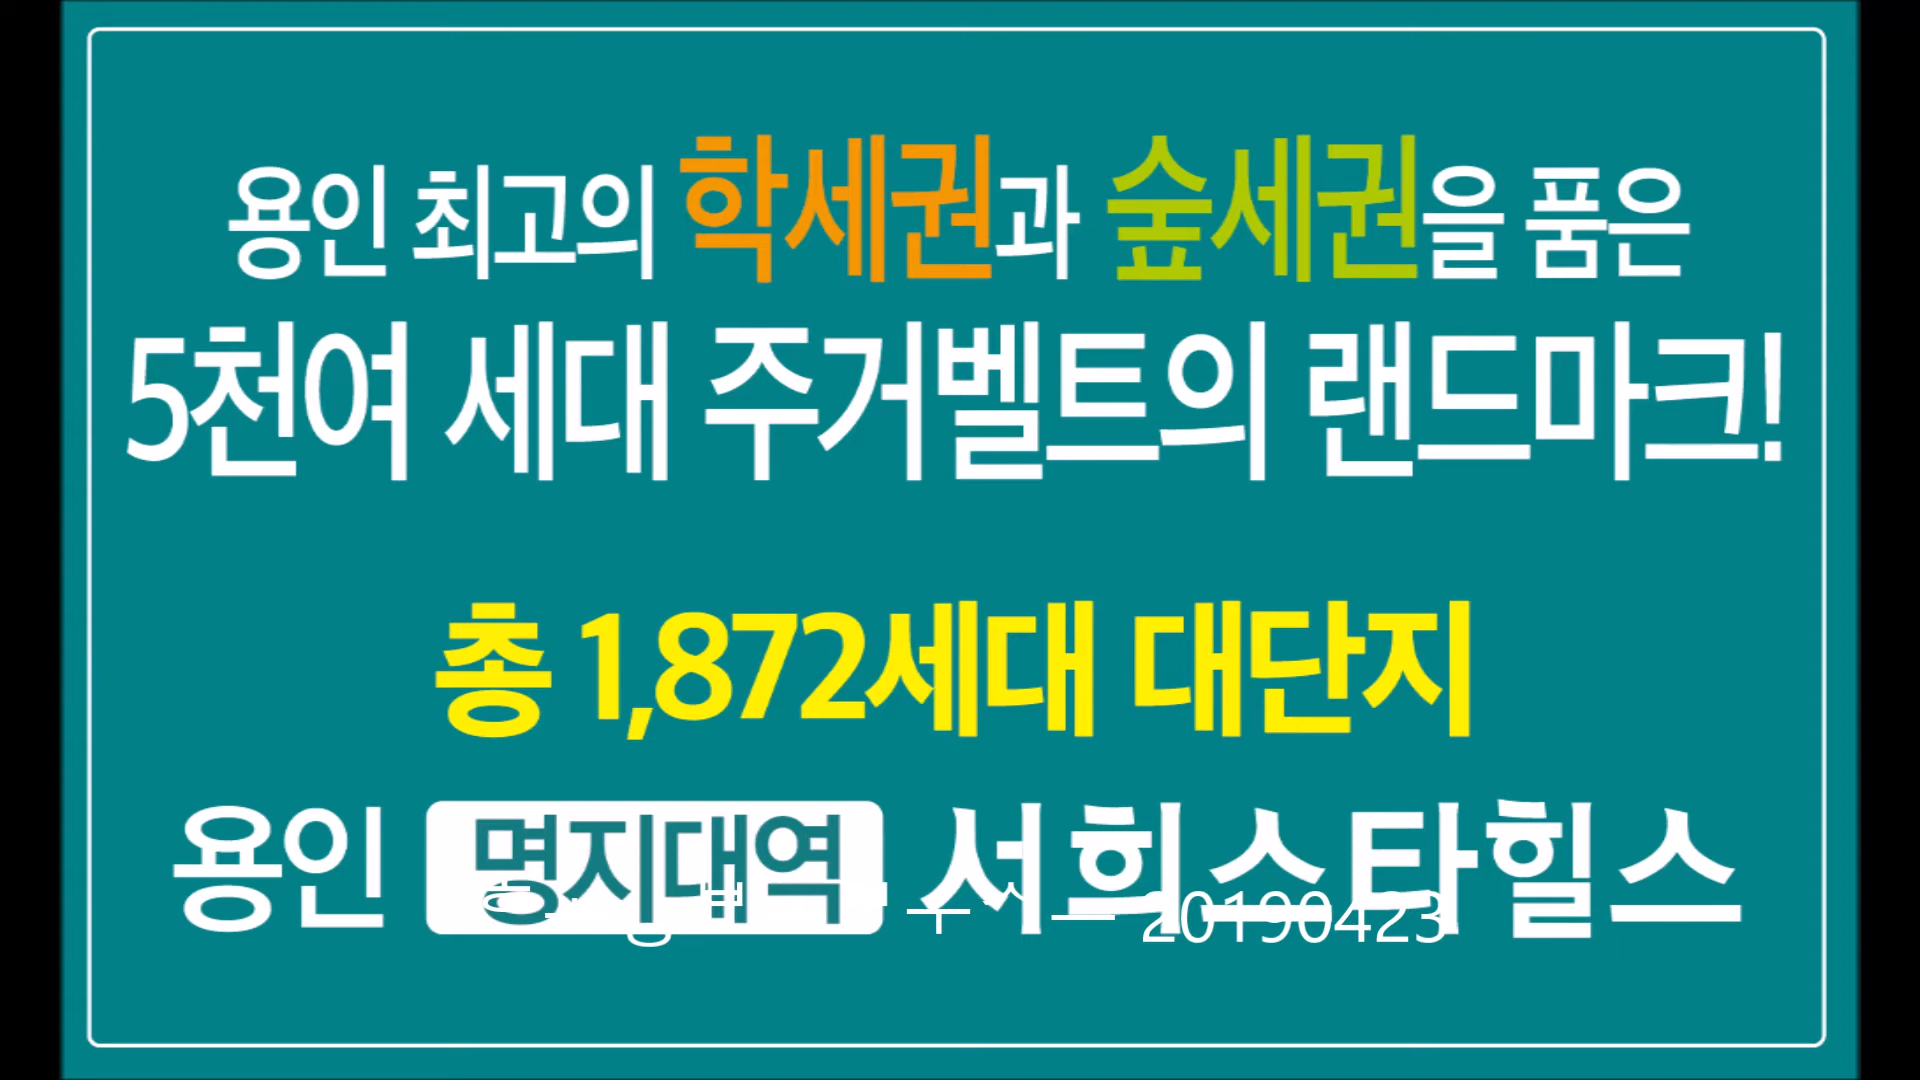 용인 최고의 학세권과 숲세권을 품은
5천여 세대 주거벨트의 랜드마크!
총 1,872세대 대단지
용인 명지대역 서희스타힐스
20190423